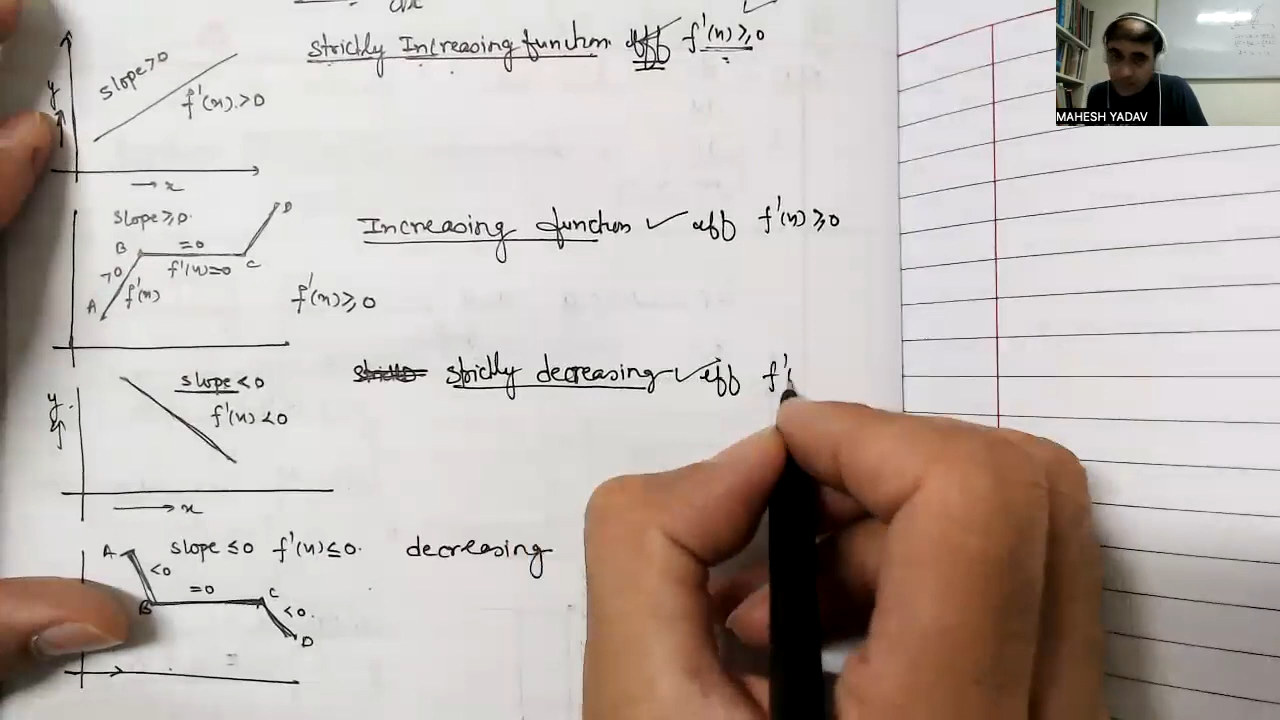 dx
Strictly Increasing function iff f'(x) ≥ 0
MAHESH YADAV
y
slope > 0
f'(x) > 0
x
slope ≥ 0
B
= 0
D
f'(x) = 0
C
> 0
A
f'(x)
f'(x) ≥ 0
Increasing function ✓ iff f'(x) ≥ 0
y
slope < 0
f'(x) < 0
x
strictly decreasing ✓ iff f'(
A
slope ≤ 0 f'(x) ≤ 0. decreasing
< 0
= 0
B
C
< 0.
D